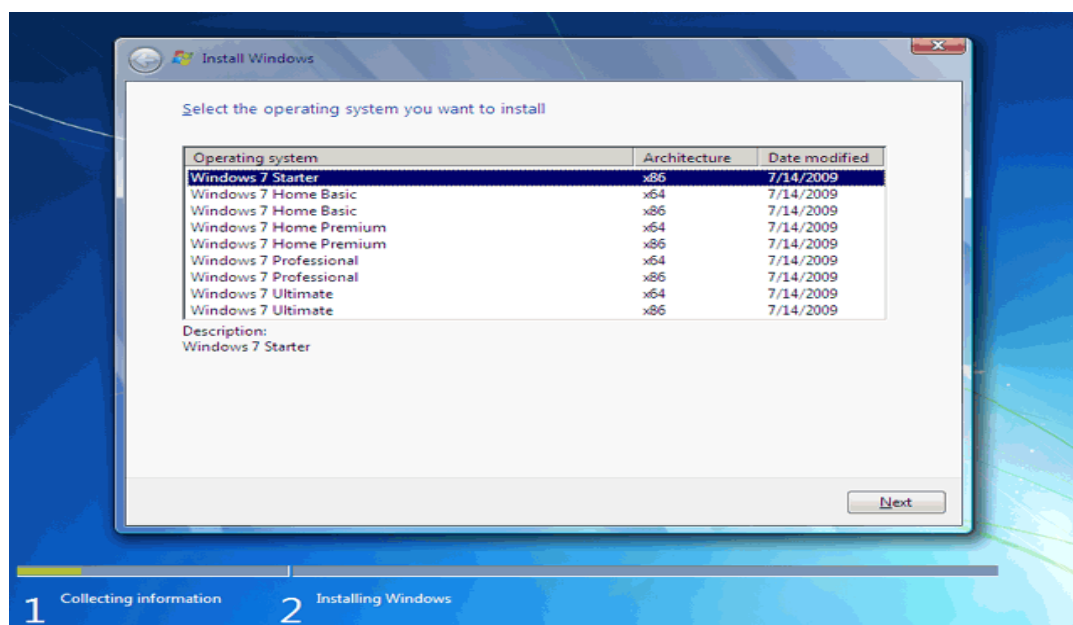 Install Windows
Select the operating system you want to install
Operating system Architecture Date modified
Windows 7 Starter x86 7/14/2009
Windows 7 Home Basic x64 7/14/2009
Windows 7 Home Basic x86 7/14/2009
Windows 7 Home Premium x64 7/14/2009
Windows 7 Home Premium x86 7/14/2009
Windows 7 Professional x64 7/14/2009
Windows 7 Professional x86 7/14/2009
Windows 7 Ultimate x64 7/14/2009
Windows 7 Ultimate x86 7/14/2009
Description:
Windows 7 Starter
Next
1 Collecting information 2 Installing Windows